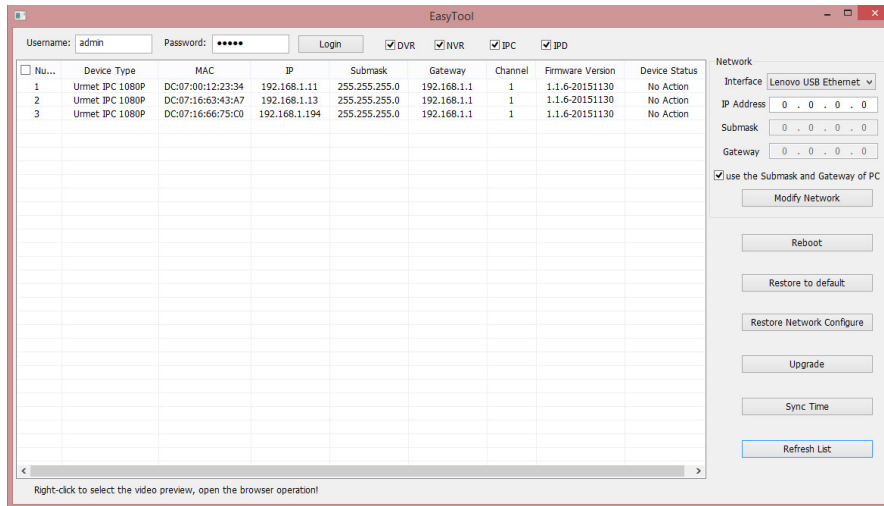 EasyTool
Username: admin Password: ●●●●● Login DVR NVR IPC IPD
Nu... Device Type MAC IP Submask Gateway Channel Firmware Version Device Status
1 Urmet IPC 1080P DC:07:00:12:23:34 192.168.1.11 255.255.255.0 192.168.1.1 1 1.1.6-20151130 No Action
2 Urmet IPC 1080P DC:07:16:63:43:A7 192.168.1.13 255.255.255.0 192.168.1.1 1 1.1.6-20151130 No Action
3 Urmet IPC 1080P DC:07:16:66:75:C0 192.168.1.194 255.255.255.0 192.168.1.1 1 1.1.6-20151130 No Action
Network
Interface Lenovo USB Ethernet
IP Address 0 . 0 . 0 . 0
Submask 0 . 0 . 0 . 0
Gateway 0 . 0 . 0 . 0
use the Submask and Gateway of PC
Modify Network
Reboot
Restore to default
Restore Network Configure
Upgrade
Sync Time
Refresh List
Right-click to select the video preview, open the browser operation!